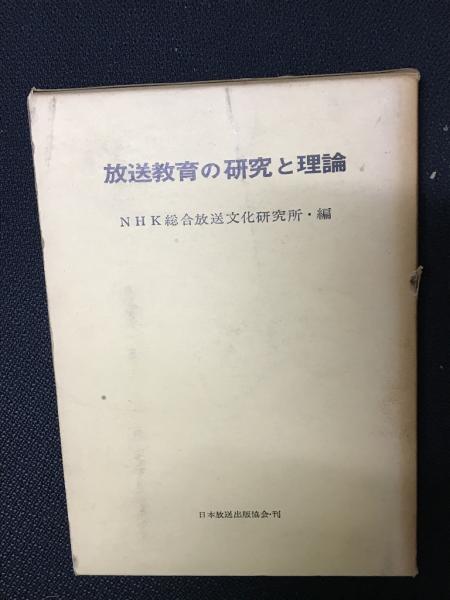 放送教育の研究と理論
NHK総合放送文化研究所・編
日本放送出版協会・刊